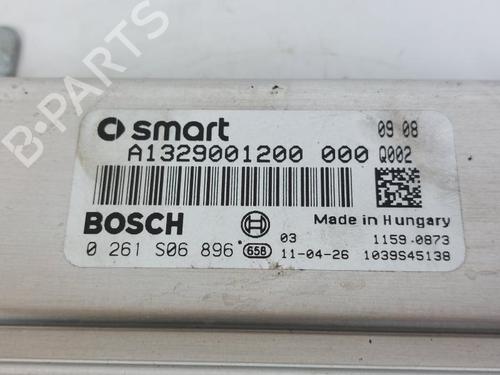 B-PARTS
smart 09 08
A1329001200 000 Q002
BOSCH Made in Hungary
03 1159.0873
0 261 S06 896 65B 11-04-26 1039S45138